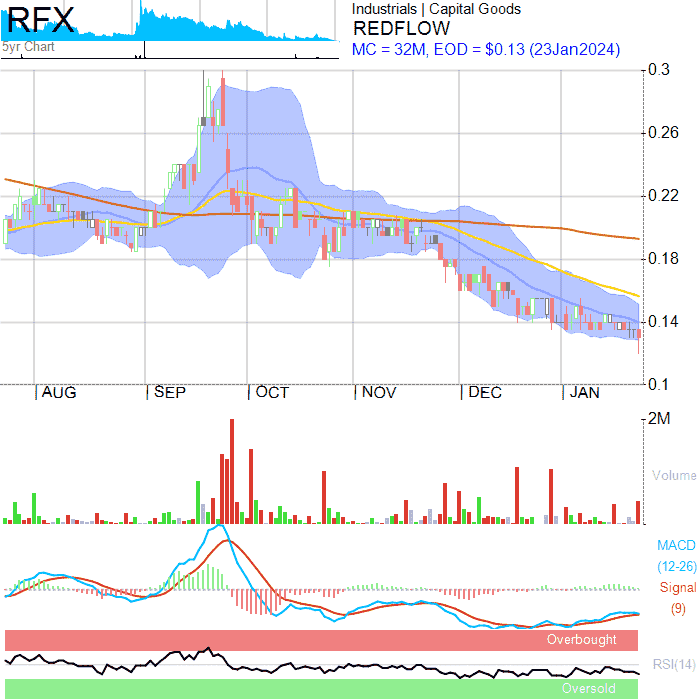 RFX
5yr Chart
Industrials | Capital Goods
REDFLOW
MC = 32M, EOD = $0.13 (23Jan2024)
0.3
0.26
0.22
0.18
0.14
0.1
AUG
SEP
OCT
NOV
DEC
JAN
2M
Volume
MACD
(12-26)
Signal
(9)
Overbought
RSI(14)
Oversold